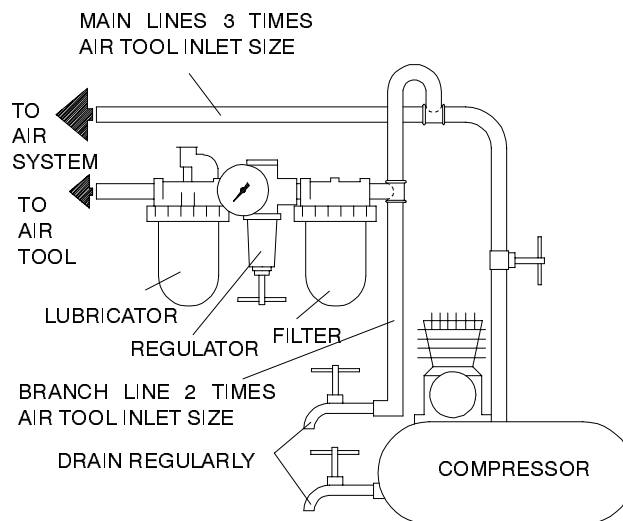 MAIN LINES 3 TIMES
AIR TOOL INLET SIZE
TO
AIR
SYSTEM
TO
AIR
TOOL
LUBRICATOR
REGULATOR
FILTER
BRANCH LINE 2 TIMES
AIR TOOL INLET SIZE
DRAIN REGULARLY
COMPRESSOR